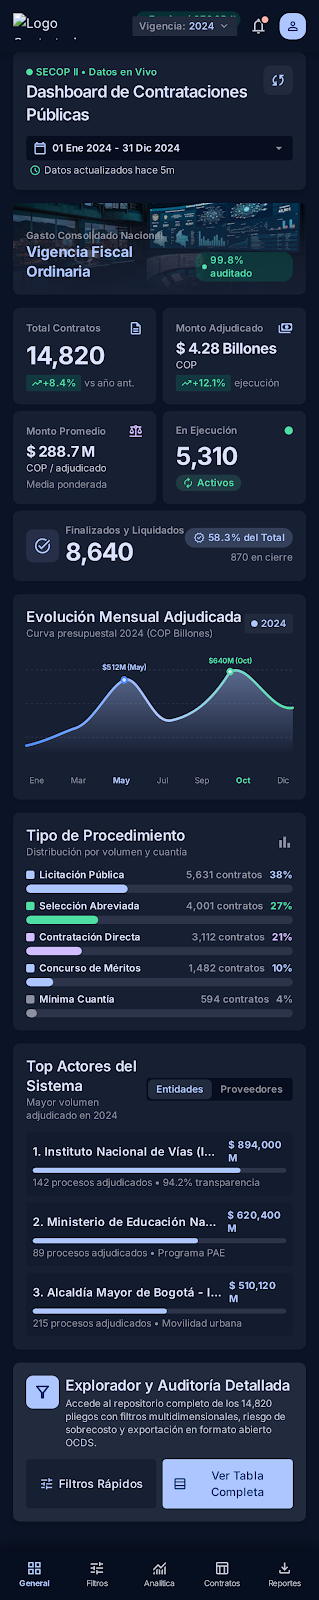 Logo
Vigencia: 2024
SECOP II • Datos en Vivo
Dashboard de Contrataciones
Públicas
01 Ene 2024 - 31 Dic 2024
Datos actualizados hace 5m
Gasto Consolidado Nacional
Vigencia Fiscal
Ordinaria
99.8%
auditado
Total Contratos
14,820
+8.4% vs año ant.
Monto Adjudicado
$ 4.28 Billones
COP
+12.1% ejecución
Monto Promedio
$ 288.7 M
COP / adjudicado
Media ponderada
En Ejecución
5,310
Activos
Finalizados y Liquidados
8,640
58.3% del Total
870 en cierre
Evolución Mensual Adjudicada
2024
Curva presupuestal 2024 (COP Billones)
$512M (May)
$640M (Oct)
Ene Mar May Jul Sep Oct Dic
Tipo de Procedimiento
Distribución por volumen y cuantía
Licitación Pública 5,631 contratos 38%
Selección Abreviada 4,001 contratos 27%
Contratación Directa 3,112 contratos 21%
Concurso de Méritos 1,482 contratos 10%
Mínima Cuantía 594 contratos 4%
Top Actores del
Sistema
Mayor volumen
adjudicado en 2024
Entidades Proveedores
1. Instituto Nacional de Vías (I...
$ 894,000
M
142 procesos adjudicados • 94.2% transparencia
2. Ministerio de Educación Na...
$ 620,400
M
89 procesos adjudicados • Programa PAE
3. Alcaldía Mayor de Bogotá - I...
$ 510,120
M
215 procesos adjudicados • Movilidad urbana
Explorador y Auditoría Detallada
Accede al repositorio completo de los 14,820
pliegos con filtros multidimensionales, riesgo de
sobrecosto y exportación en formato abierto
OCDS.
Filtros Rápidos
Ver Tabla
Completa
General Filtros Analítica Contratos Reportes